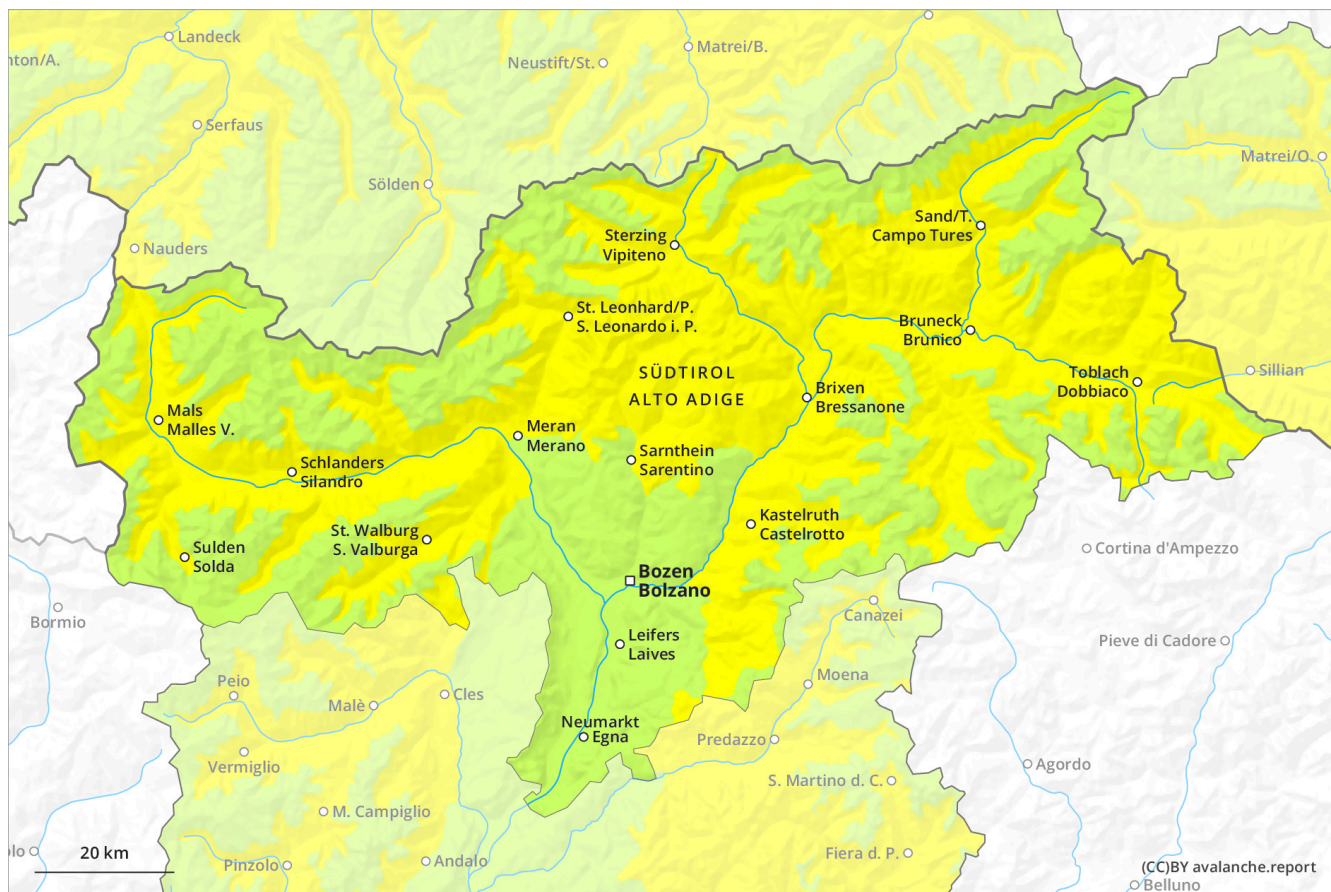 Landeck
Matrei/B.
nton/A.
Neustift/St.
Serfaus
Matrei/O.
Sölden
Sand/T.
Campo Tures
Sterzing
Vipiteno
Nauders
St. Leonhard/P.
S. Leonardo i. P.
Bruneck
Brunico
SÜDTIROL
ALTO ADIGE
Toblach
Dobbiaco
Sillian
Brixen
Bressanone
Mals
Malles V.
Meran
Merano
Sarnthein
Sarentino
Schlanders
Silandro
Kastelruth
Castelrotto
St. Walburg
S. Valburga
Sulden
Solda
Cortina d'Ampezzo
Bozen
Bolzano
Canazei
Bormio
Leifers
Laives
Pieve di Cadore
Moena
Peio
Malè
Cles
Neumarkt
Egna
Predazzo
Vermiglio
Agordo
S. Martino d. C.
M. Campiglio
20 km
Pinzolo
Andalo
Fiera d. P.
(CC)BY avalanche.report
Belluno